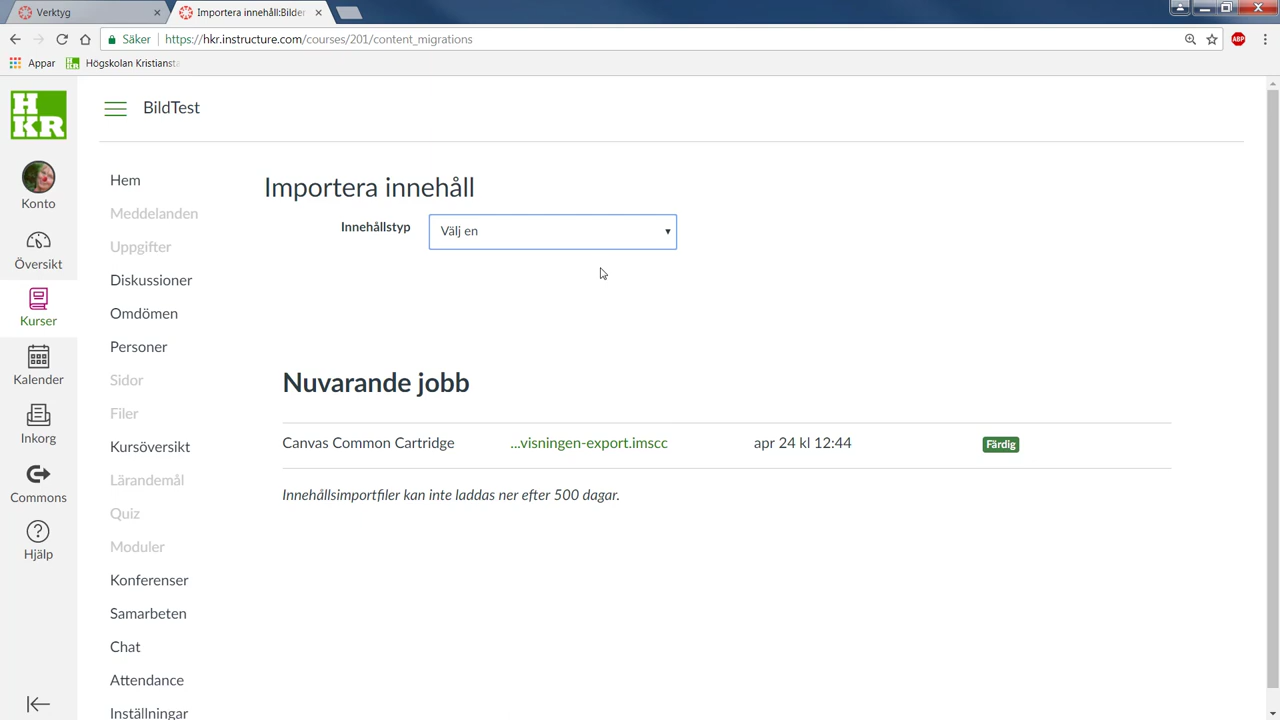 Verktyg
Importera innehåll:Bilder
Säker
https://hkr.instructure.com/courses/201/content_migrations
ABP
Appar
Högskolan Kristiansta
H
KR
BildTest
Konto
Översikt
Kurser
Kalender
Inkorg
Commons
Hjälp
Hem
Meddelanden
Uppgifter
Diskussioner
Omdömen
Personer
Sidor
Filer
Kursöversikt
Lärandemål
Quiz
Moduler
Konferenser
Samarbeten
Chat
Attendance
Inställningar
Importera innehåll
Innehållstyp
Välj en
Nuvarande jobb
Canvas Common Cartridge ...visningen-export.imscc apr 24 kl 12:44 Färdig
Innehållsimportfiler kan inte laddas ner efter 500 dagar.